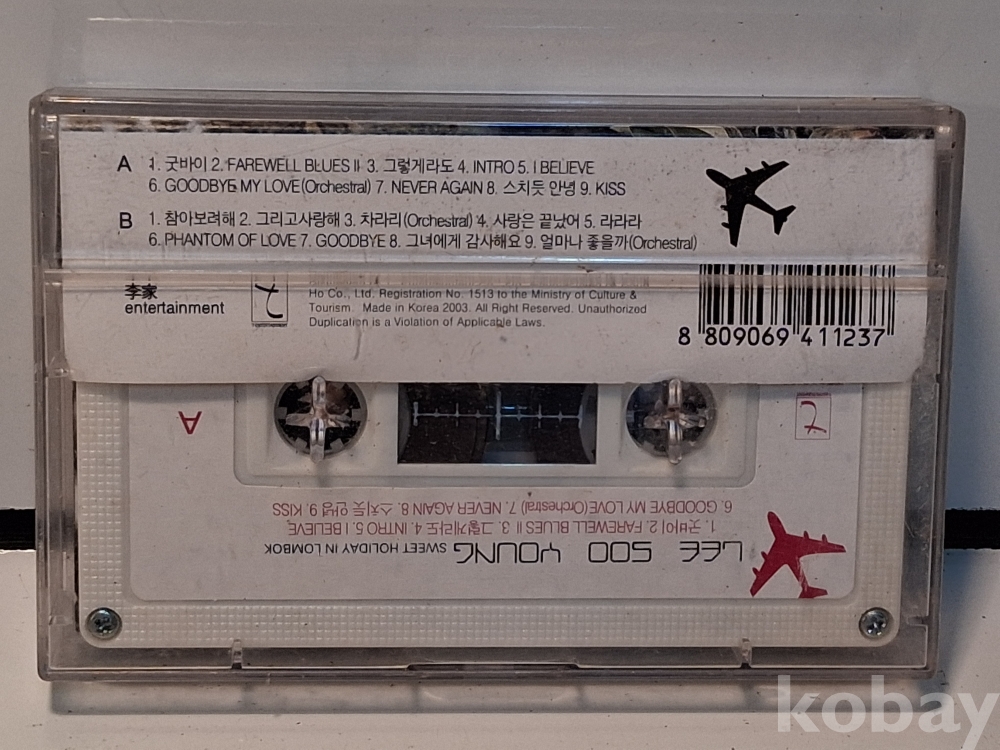 A 1. 굿바이 2. FAREWELL BLUES II 3. 그렇게라도 4. INTRO 5. I BELIEVE
6. GOODBYE MY LOVE(Orchestral) 7. NEVER AGAIN 8. 스치듯 안녕 9. KISS
B 1. 참아보려해 2. 그리고사랑해 3. 차라리(Orchestral) 4. 사랑은 끝났어 5. 라라라
6. PHANTOM OF LOVE 7. GOODBYE 8. 그녀에게 감사해요 9. 얼마나 좋을까(Orchestral)
李家
entertainment
Ho Co., Ltd. Registration No. 1513 to the Ministry of Culture &
Tourism. Made in Korea 2003. All Right Reserved. Unauthorized
Duplication is a Violation of Applicable Laws.
8 809069 411237
A
LEE SOO YOUNG SWEET HOLIDAY IN LOMBOK
1. 굿바이 2. FAREWELL BLUES II 3. 그렇게라도 4. INTRO 5. I BELIEVE
6. GOODBYE MY LOVE(Orchestral) 7. NEVER AGAIN 8. 스치듯 안녕 9. KISS
kobay